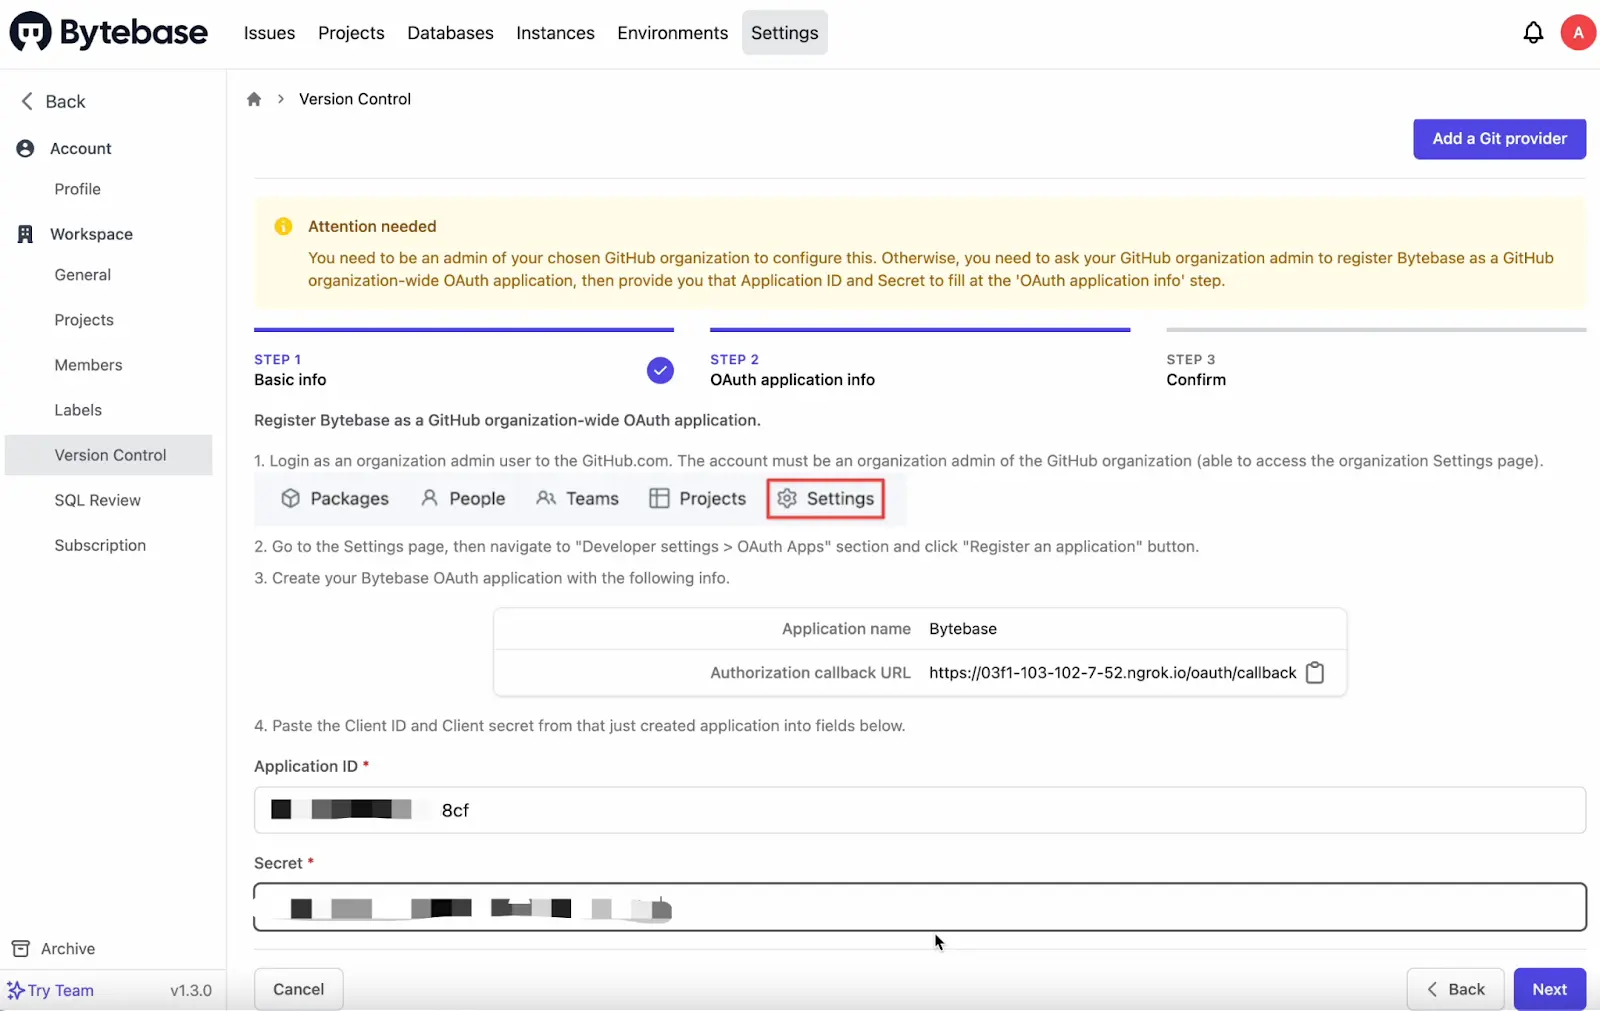 Bytebase Issues Projects Databases Instances Environments Settings A
Back
Account
Profile
Workspace
General
Projects
Members
Labels
Version Control
SQL Review
Subscription
Archive
Try Team v1.3.0
Version Control
Add a Git provider
Attention needed
You need to be an admin of your chosen GitHub organization to configure this. Otherwise, you need to ask your GitHub organization admin to register Bytebase as a GitHub
organization-wide OAuth application, then provide you that Application ID and Secret to fill at the 'OAuth application info' step.
STEP 1
Basic info
STEP 2
OAuth application info
STEP 3
Confirm
Register Bytebase as a GitHub organization-wide OAuth application.
1. Login as an organization admin user to the GitHub.com. The account must be an organization admin of the GitHub organization (able to access the organization Settings page).
Packages People Teams Projects Settings
2. Go to the Settings page, then navigate to "Developer settings > OAuth Apps" section and click "Register an application" button.
3. Create your Bytebase OAuth application with the following info.
Application name Bytebase
Authorization callback URL https://03f1-103-102-7-52.ngrok.io/oauth/callback
4. Paste the Client ID and Client secret from that just created application into fields below.
Application ID *
8cf
Secret *
Cancel
Back
Next